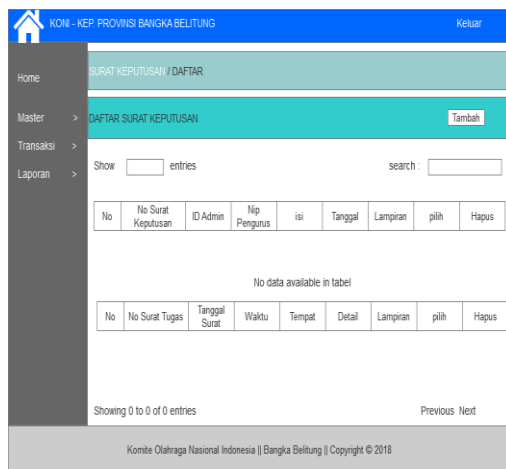 KONI - KEP. PROVINSI BANGKA BELITUNG Keluar
Home
SURAT KEPUTUSAN / DAFTAR
Master >
DAFTAR SURAT KEPUTUSAN Tambah
Transaksi >
Laporan >
Show entries search :
No No Surat Keputusan ID Admin Nip Pengurus isi Tanggal Lampiran pilih Hapus
No data available in tabel
No No Surat Tugas Tanggal Surat Waktu Tempat Detail Lampiran pilih Hapus
Showing 0 to 0 of 0 entries Previous Next
Komite Olahraga Nasional Indonesia || Bangka Belitung || Copyright © 2018